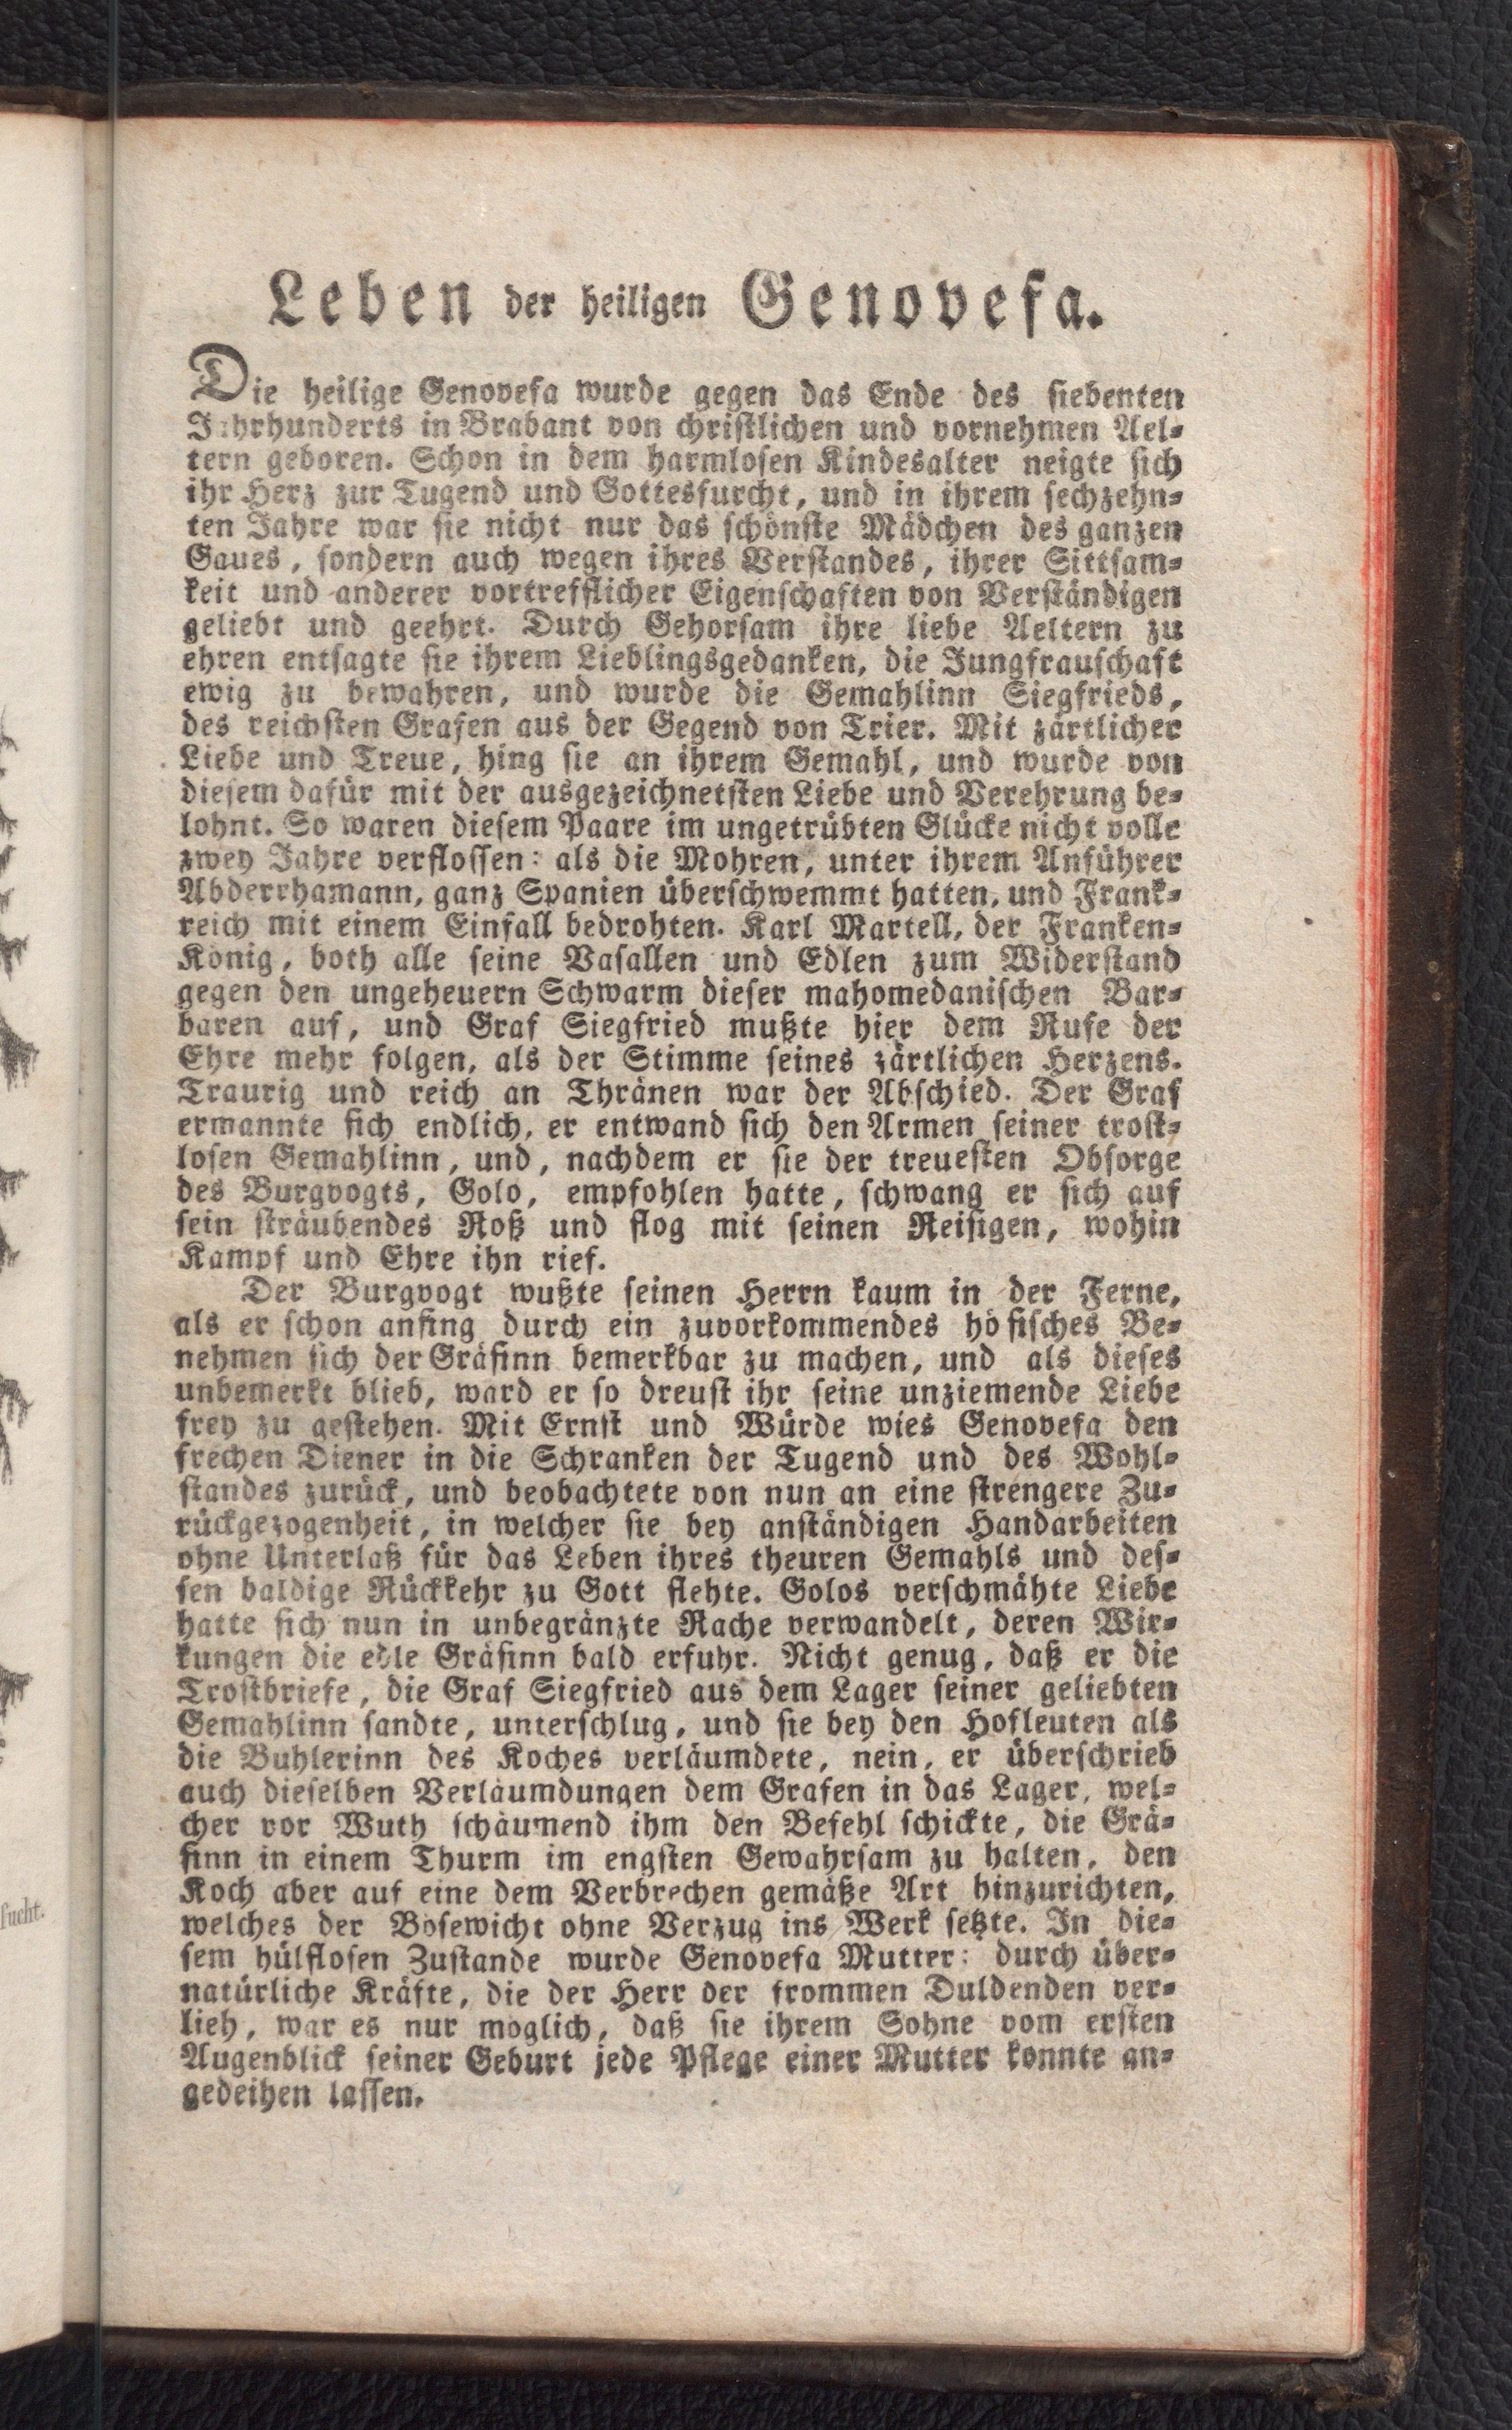 Leben der heiligen Genovefa.
Die heilige Genovefa wurde gegen das Ende des siebenten
Jahrhunderts in Brabant von christlichen und vornehmen Ael-
tern geboren. Schon in dem harmlosen Kindesalter neigte sich
ihr Herz zur Tugend und Gottesfurcht, und in ihrem sechzehn-
ten Jahre war sie nicht nur das schönste Mädchen des ganzen
Gaues, sondern auch wegen ihres Verstandes, ihrer Sittsam-
keit und anderer vortrefflicher Eigenschaften von Verständigen
geliebt und geehrt. Durch Gehorsam ihre liebe Aeltern zu
ehren entsagte sie ihrem Lieblingsgedanken, die Jungfrauschaft
ewig zu bewahren, und wurde die Gemahlinn Siegfrieds,
des reichsten Grafen aus der Gegend von Trier. Mit zärtlicher
Liebe und Treue, hing sie an ihrem Gemahl, und wurde von
diesem dafür mit der ausgezeichnetsten Liebe und Verehrung be-
lohnt. So waren diesem Paare im ungetrübten Glücke nicht volle
zwey Jahre verflossen: als die Mohren, unter ihrem Anführer
Abderrhamann, ganz Spanien überschwemmt hatten, und Frank-
reich mit einem Einfall bedrohten. Karl Martell, der Franken-
König, both alle seine Vasallen und Edlen zum Widerstand
gegen den ungeheuern Schwarm dieser mahomedanischen Bar-
baren auf, und Graf Siegfried mußte hier dem Rufe der
Ehre mehr folgen, als der Stimme seines zärtlichen Herzens.
Traurig und reich an Thränen war der Abschied. Der Graf
ermannte sich endlich, er entwand sich den Armen seiner trost-
losen Gemahlinn, und, nachdem er sie der treuesten Obsorge
des Burgvogts, Golo, empfohlen hatte, schwang er sich auf
sein sträubendes Roß und flog mit seinen Reisigen, wohin
Kampf und Ehre ihn rief.
Der Burgvogt wußte seinen Herrn kaum in der Ferne,
als er schon anfing durch ein zuvorkommendes höfisches Be-
nehmen sich der Gräfinn bemerkbar zu machen, und als dieses
unbemerkt blieb, ward er so dreust ihr seine unziemende Liebe
frey zu gestehen. Mit Ernst und Würde wies Genovefa den
frechen Diener in die Schranken der Tugend und des Wohl-
standes zurück, und beobachtete von nun an eine strengere Zu-
rückgezogenheit, in welcher sie bey anständigen Handarbeiten
ohne Unterlaß für das Leben ihres theuren Gemahls und des-
sen baldige Rückkehr zu Gott flehte. Golos verschmähte Liebe
hatte sich nun in unbegränzte Rache verwandelt, deren Wir-
kungen die edle Gräfinn bald erfuhr. Nicht genug, daß er die
Trostbriefe, die Graf Siegfried aus dem Lager seiner geliebten
Gemahlinn sandte, unterschlug, und sie bey den Hofleuten als
die Buhlerinn des Koches verläumdete, nein, er überschrieb
auch dieselben Verläumdungen dem Grafen in das Lager, wel-
cher vor Wuth schäumend ihm den Befehl schickte, die Grä-
finn in einem Thurm im engsten Gewahrsam zu halten, den
Koch aber auf eine dem Verbrechen gemäße Art hinzurichten,
welches der Bösewicht ohne Verzug ins Werk setzte. In die-
sem hülflosen Zustande wurde Genovefa Mutter: durch über-
natürliche Kräfte, die der Herr der frommen Duldenden ver-
lieh, war es nur möglich, daß sie ihrem Sohne vom ersten
Augenblick seiner Geburt jede Pflege einer Mutter konnte an-
gedeihen lassen.